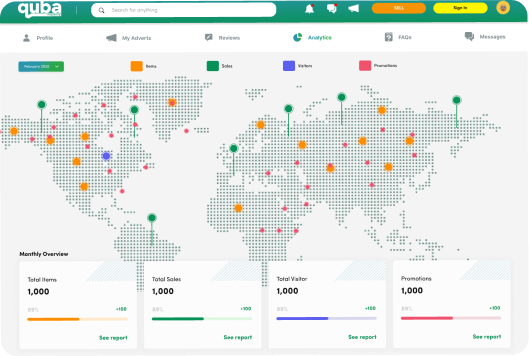 quba
Search for anything
SELL
Sign In
Profile
My Adverts
Reviews
Analytics
FAQs
Messages
February 2023
Items
Sales
Visitors
Promotions
Monthly Overview
Total Items
1,000
89%
+100
See report
Total Sales
1,000
89%
+100
See report
Total Visitor
1,000
89%
+100
See report
Promotions
1,000
89%
+100
See report